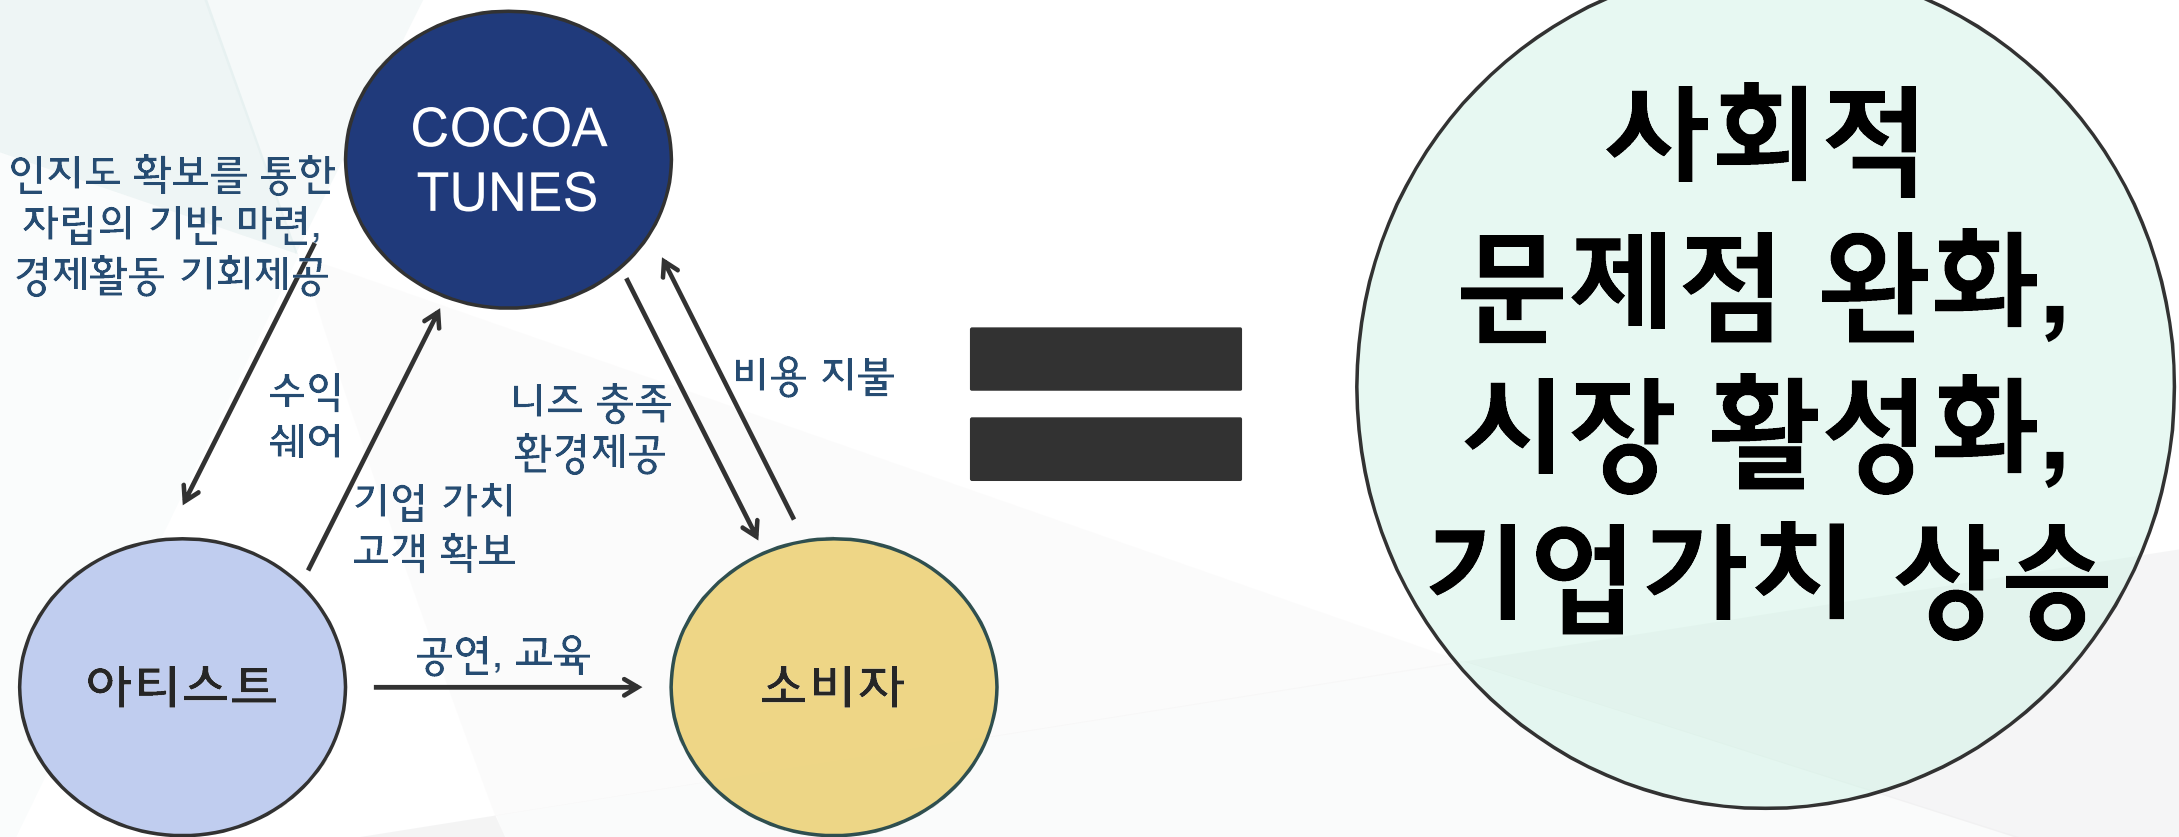 COCOA
TUNES
인지도 확보를 통한
자립의 기반 마련,
경제활동 기회제공
수익
쉐어
기업 가치
고객 확보
니즈 충족
환경제공
비용 지불
아티스트
공연, 교육
소비자
사회적
문제점 완화,
시장 활성화,
기업가치 상승